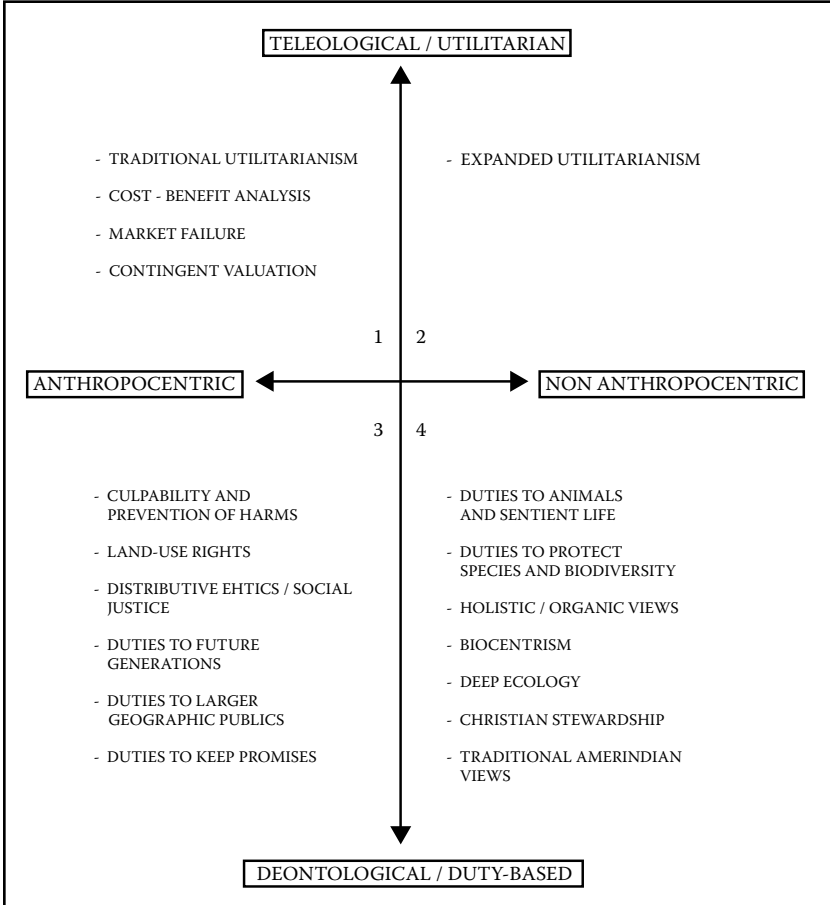 TELEOLOGICAL / UTILITARIAN
- TRADITIONAL UTILITARIANISM
- COST - BENEFIT ANALYSIS
- MARKET FAILURE
- CONTINGENT VALUATION
- EXPANDED UTILITARIANISM
1
2
ANTHROPOCENTRIC
NON ANTHROPOCENTRIC
3
4
- CULPABILITY AND
PREVENTION OF HARMS
- LAND-USE RIGHTS
- DISTRIBUTIVE EHTICS / SOCIAL
JUSTICE
- DUTIES TO FUTURE
GENERATIONS
- DUTIES TO LARGER
GEOGRAPHIC PUBLICS
- DUTIES TO KEEP PROMISES
- DUTIES TO ANIMALS
AND SENTIENT LIFE
- DUTIES TO PROTECT
SPECIES AND BIODIVERSITY
- HOLISTIC / ORGANIC VIEWS
- BIOCENTRISM
- DEEP ECOLOGY
- CHRISTIAN STEWARDSHIP
- TRADITIONAL AMERINDIAN
VIEWS
DEONTOLOGICAL / DUTY-BASED